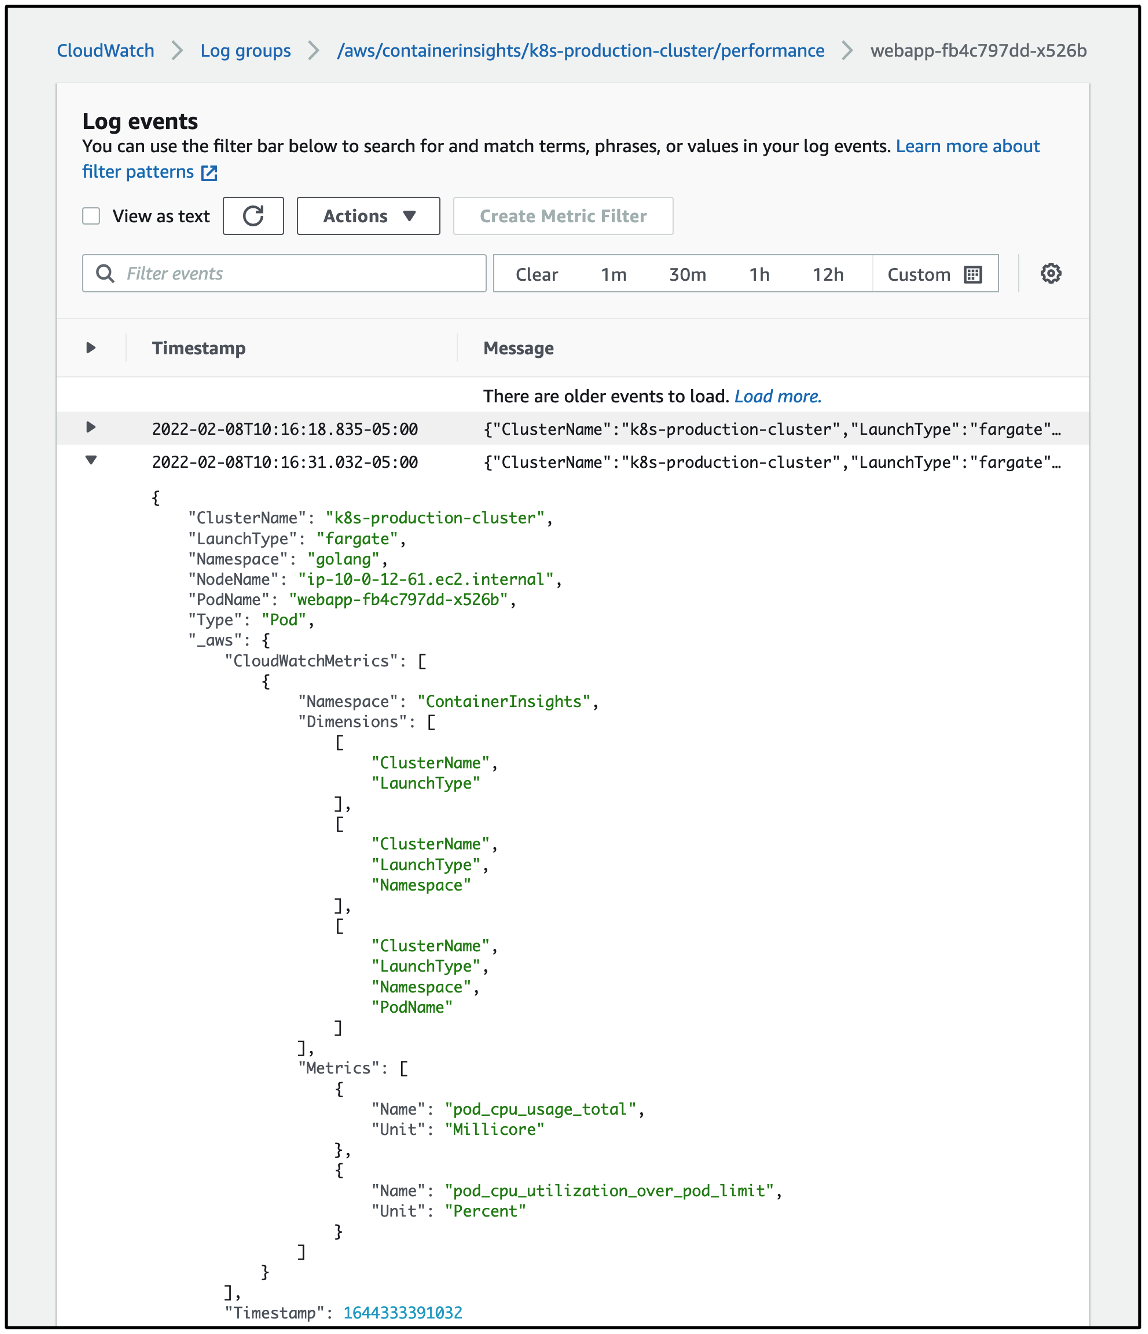 CloudWatch > Log groups > /aws/containerinsights/k8s-production-cluster/performance > webapp-fb4c797dd-x526b
Log events
You can use the filter bar below to search for and match terms, phrases, or values in your log events. Learn more about
filter patterns
View as text Actions ▼ Create Metric Filter
Filter events Clear 1m 30m 1h 12h Custom
▶ Timestamp Message
There are older events to load. Load more.
▶ 2022-02-08T10:16:18.835-05:00 {"ClusterName":"k8s-production-cluster","LaunchType":"fargate"…
▼ 2022-02-08T10:16:31.032-05:00 {"ClusterName":"k8s-production-cluster","LaunchType":"fargate"…
{
    "ClusterName": "k8s-production-cluster",
    "LaunchType": "fargate",
    "Namespace": "golang",
    "NodeName": "ip-10-0-12-61.ec2.internal",
    "PodName": "webapp-fb4c797dd-x526b",
    "Type": "Pod",
    "_aws": {
        "CloudWatchMetrics": [
            {
                "Namespace": "ContainerInsights",
                "Dimensions": [
                    [
                        "ClusterName",
                        "LaunchType"
                    ],
                    [
                        "ClusterName",
                        "LaunchType",
                        "Namespace"
                    ],
                    [
                        "ClusterName",
                        "LaunchType",
                        "Namespace",
                        "PodName"
                    ]
                ],
                "Metrics": [
                    {
                        "Name": "pod_cpu_usage_total",
                        "Unit": "Millicore"
                    },
                    {
                        "Name": "pod_cpu_utilization_over_pod_limit",
                        "Unit": "Percent"
                    }
                ]
            }
        ],
        "Timestamp": 1644333391032